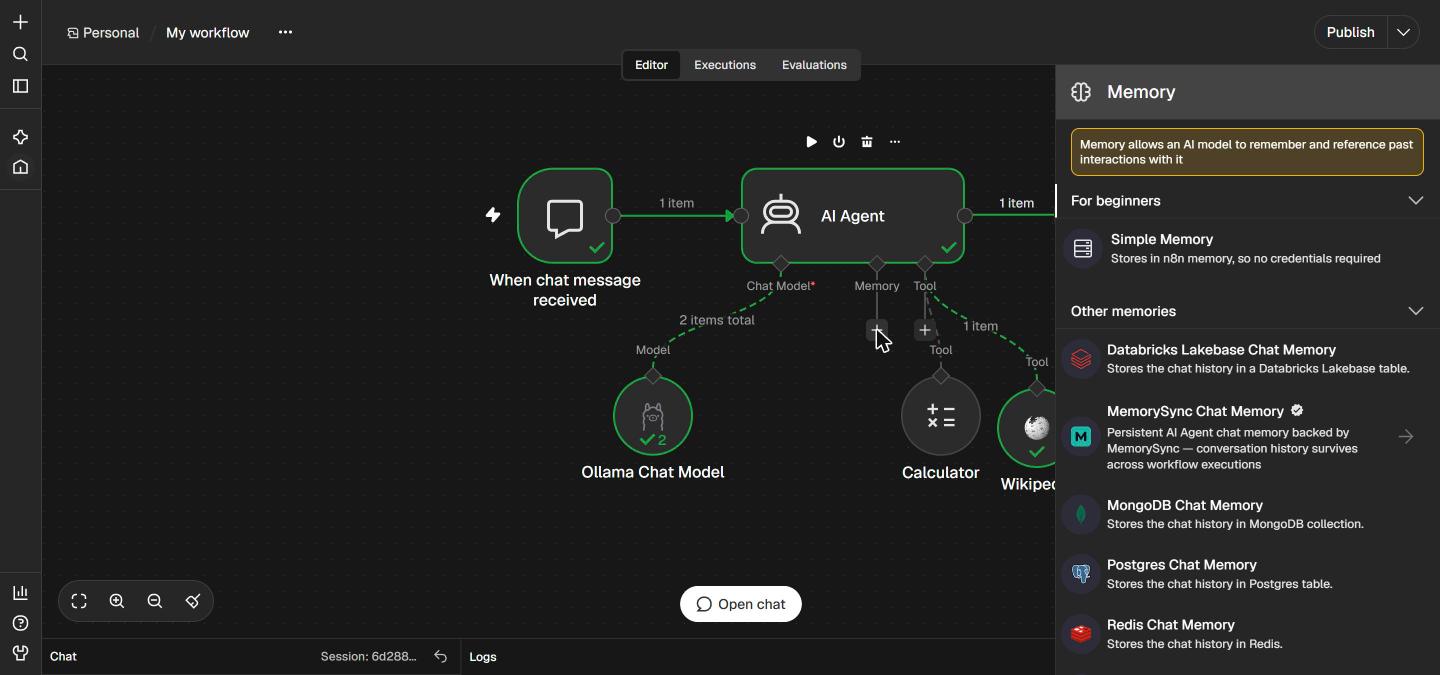 Personal / My workflow
Publish
Editor Executions Evaluations
Memory
Memory allows an AI model to remember and reference past
interactions with it
For beginners
Simple Memory
Stores in n8n memory, so no credentials required
Other memories
Databricks Lakebase Chat Memory
Stores the chat history in a Databricks Lakebase table.
MemorySync Chat Memory
Persistent AI Agent chat memory backed by
MemorySync — conversation history survives
across workflow executions
MongoDB Chat Memory
Stores the chat history in MongoDB collection.
Postgres Chat Memory
Stores the chat history in Postgres table.
Redis Chat Memory
Stores the chat history in Redis.
1 item
AI Agent
1 item
When chat message
received
Chat Model*
Memory
Tool
2 items total
1 item
Model
Tool
Tool
2
Ollama Chat Model
Calculator
Wikiped
Open chat
Chat
Session: 6d288...
Logs